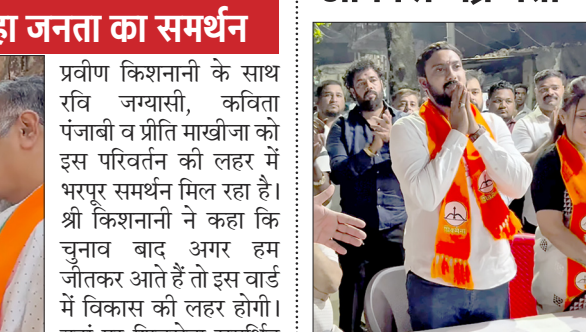 जनता का समर्थन
प्रवीण किशनानी के साथ
रवि जग्यासी, कविता
पंजाबी व प्रीति माखीजा को
इस परिवर्तन की लहर में
भरपूर समर्थन मिल रहा है।
श्री किशनानी ने कहा कि
चुनाव बाद अगर हम
जीतकर आते हैं तो इस वार्ड
में विकास की लहर होगी।